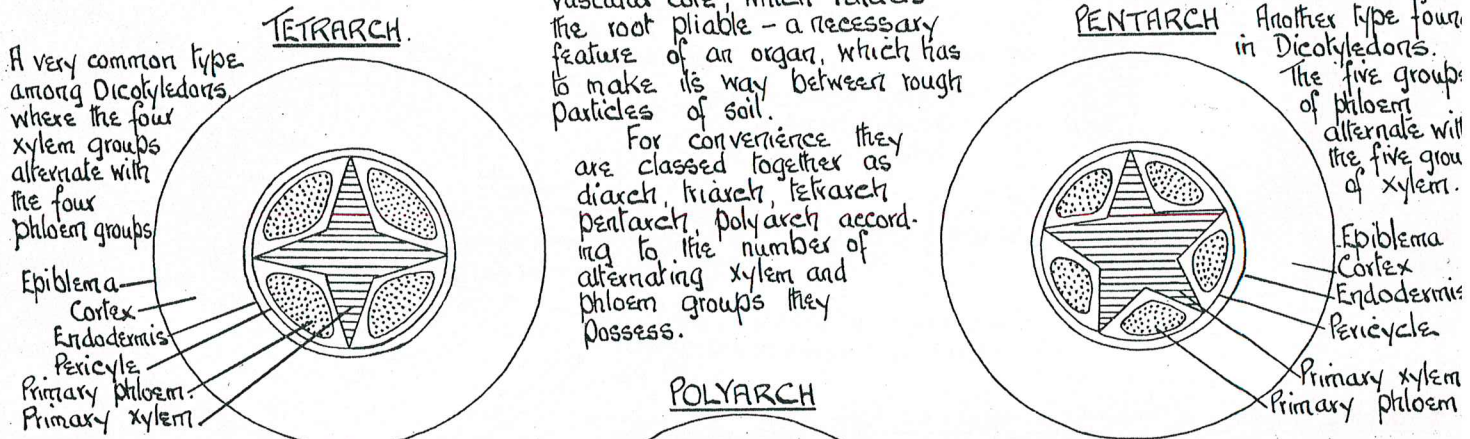 TETRARCH.
A very common type
among Dicotyledons,
where the four
xylem groups
alternate with
the four
phloem groups
Epiblema
Cortex
Endodermis
Pericyle
Primary phloem.
Primary xylem
the root pliable – a necessary
feature of an organ, which has
to make its way between rough
particles of soil.
For convenience they
are classed together as
diarch, triarch, tetrarch
pentarch, polyarch accord-
ing to the number of
alternating xylem and
phloem groups they
possess.
POLYARCH
PENTARCH
Another type
in Dicotyledons.
The five groups
of phloem
alternate
the five
of xylem.
Epiblema
Cortex
Endodermis
Pericycle
Primary xylem
Primary phloem